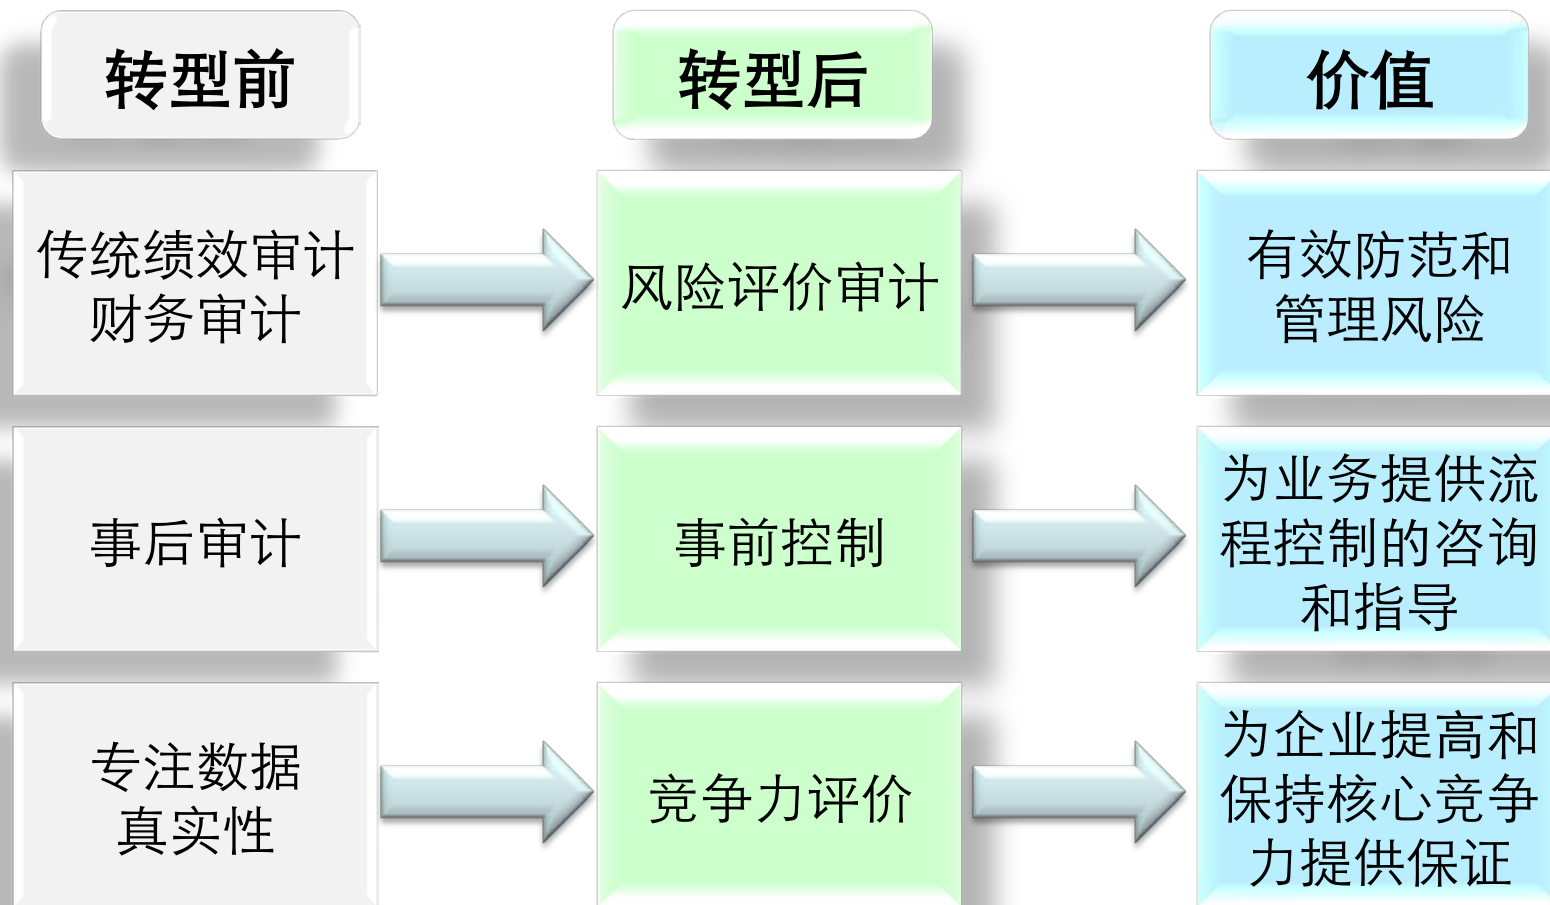 转型前
转型后
价值
传统绩效审计
财务审计
风险评价审计
有效防范和
管理风险
事后审计
事前控制
为业务提供流
程控制的咨询
和指导
专注数据
真实性
竞争力评价
为企业提高和
保持核心竞争
力提供保证